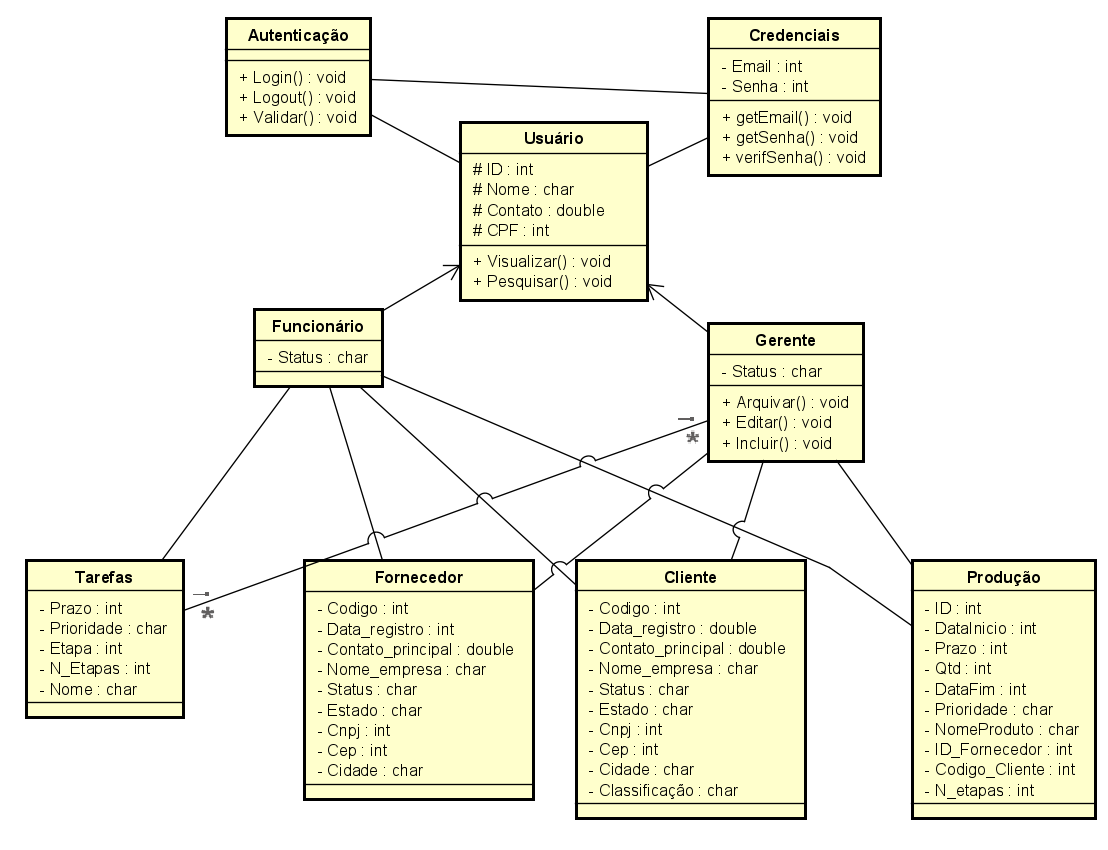 Autenticação
+ Login() : void
+ Logout() : void
+ Validar() : void
Credenciais
- Email : int
- Senha : int
+ getEmail() : void
+ getSenha() : void
+ verifSenha() : void
Usuário
# ID : int
# Nome : char
# Contato : double
# CPF : int
+ Visualizar() : void
+ Pesquisar() : void
Funcionário
- Status : char
Gerente
- Status : char
+ Arquivar() : void
+ Editar() : void
+ Incluir() : void
*
*
Tarefas
- Prazo : int
- Prioridade : char
- Etapa : int
- N_Etapas : int
- Nome : char
Fornecedor
- Codigo : int
- Data_registro : int
- Contato_principal : double
- Nome_empresa : char
- Status : char
- Estado : char
- Cnpj : int
- Cep : int
- Cidade : char
Cliente
- Codigo : int
- Data_registro : double
- Contato_principal : double
- Nome_empresa : char
- Status : char
- Estado : char
- Cnpj : int
- Cep : int
- Cidade : char
- Classificação : char
Produção
- ID : int
- DataInicio : int
- Prazo : int
- Qtd : int
- DataFim : int
- Prioridade : char
- NomeProduto : char
- ID_Fornecedor : int
- Codigo_Cliente : int
- N_etapas : int